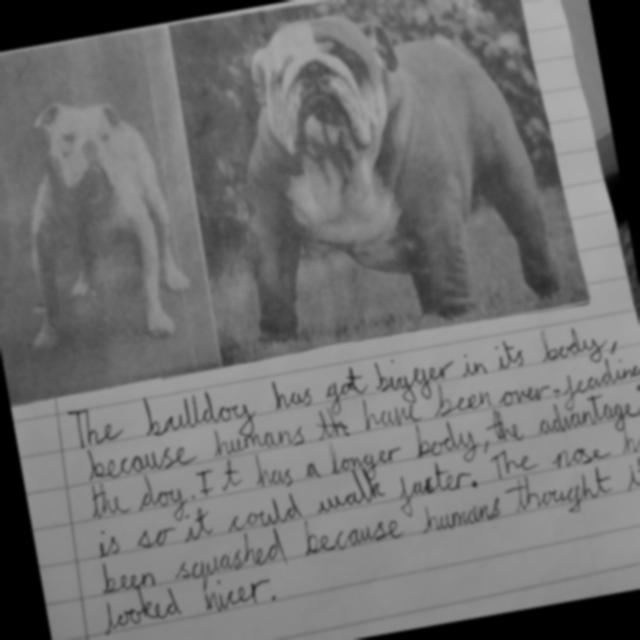 The bulldog has got bigger in its body,
because humans th have been over-feeding
the dog. It has a longer body, the advantage
is so it could walk faster. The nose h
been squashed because humans thought it
looked nicer.